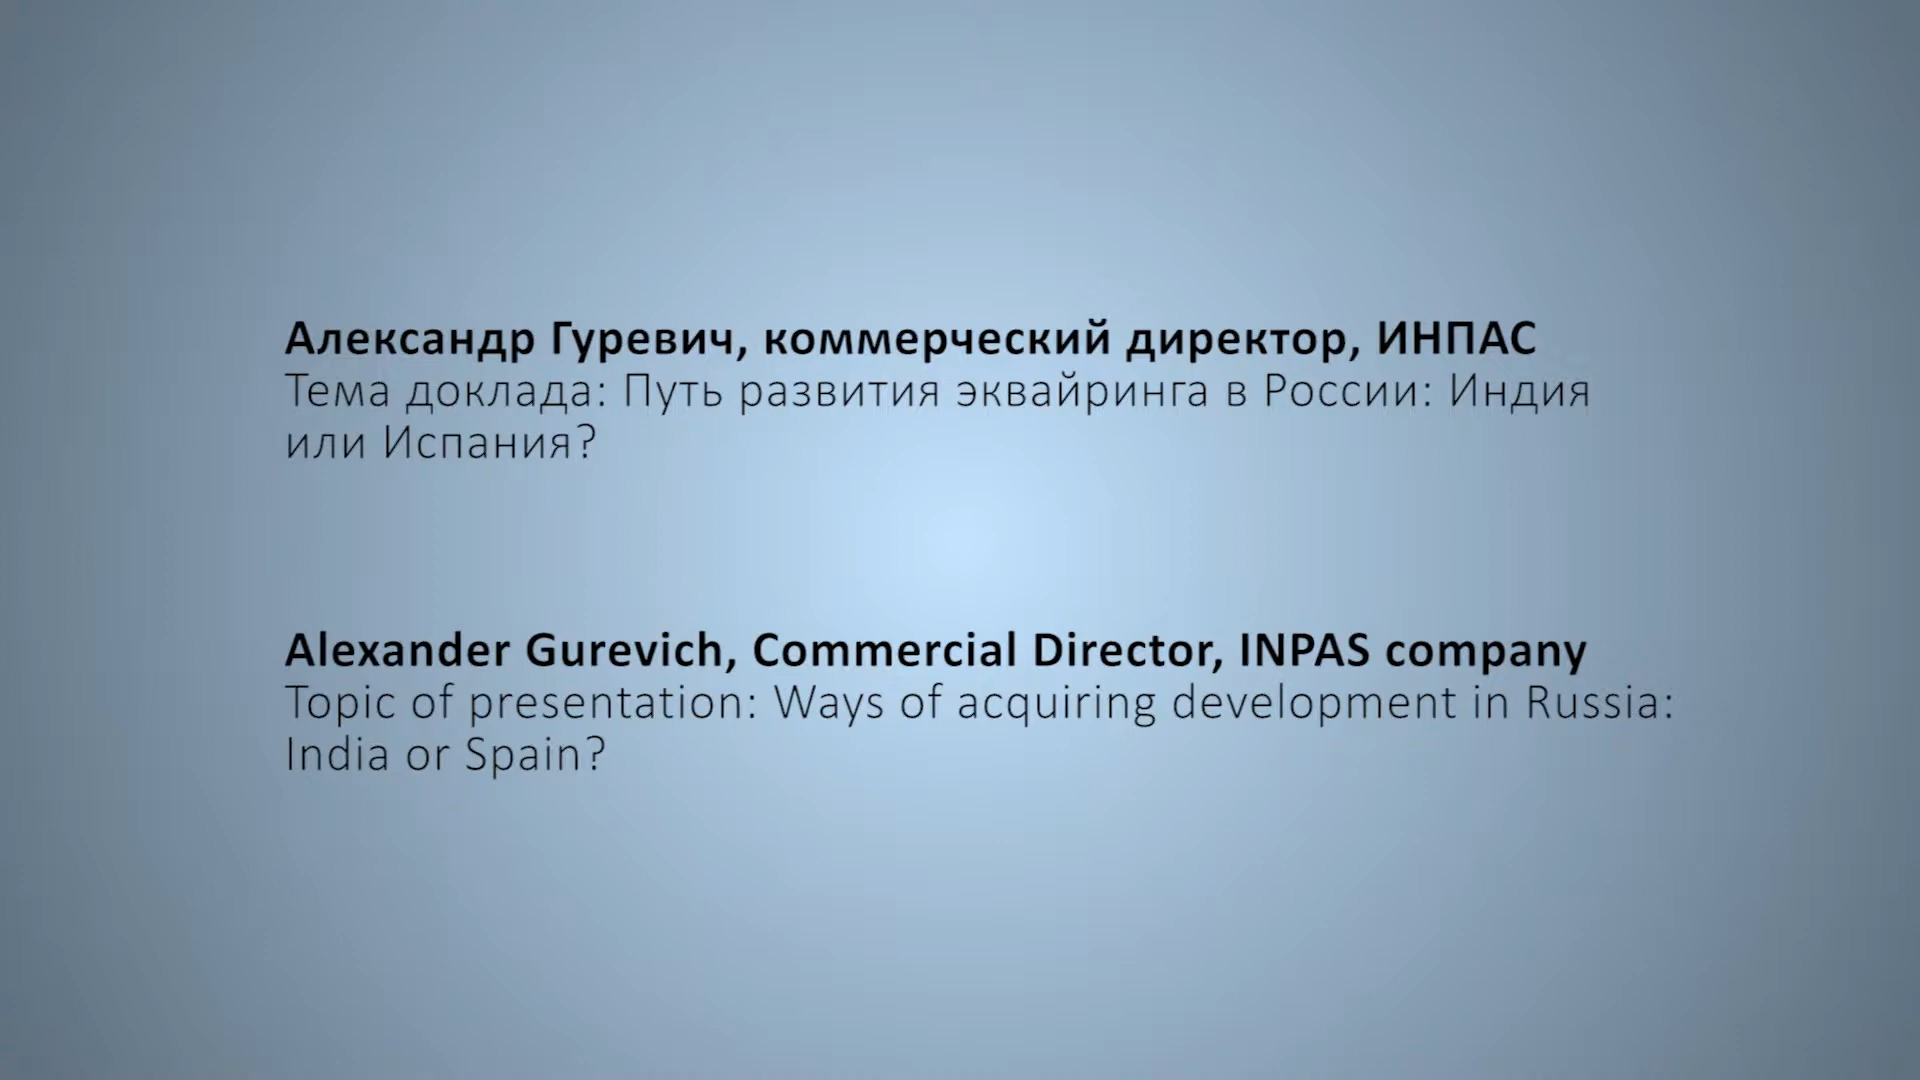 Александр Гуревич, коммерческий директор, ИНПАС
Тема доклада: Путь развития эквайринга в России: Индия
или Испания?
Alexander Gurevich, Commercial Director, INPAS company
Topic of presentation: Ways of acquiring development in Russia:
India or Spain?